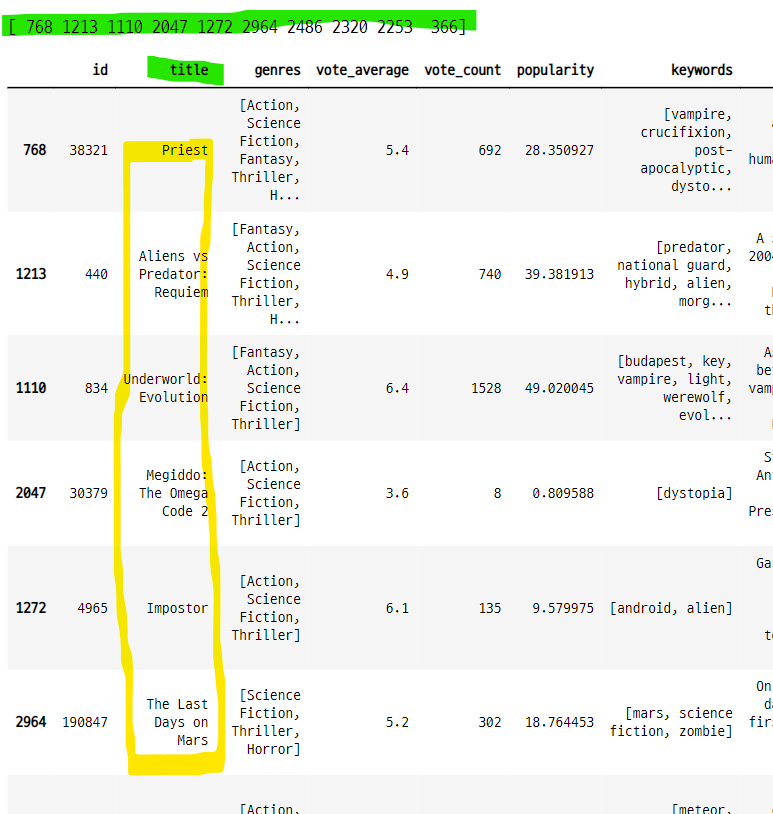 [ 768 1213 1110 2047 1272 2964 2486 2320 2253  366]
id title genres vote_average vote_count popularity keywords
768 38321 Priest [Action, Science Fiction, Fantasy, Thriller, H... 5.4 692 28.350927 [vampire, crucifixion, post-apocalyptic, dysto...
1213 440 Aliens vs Predator: Requiem [Fantasy, Action, Science Fiction, Thriller, H... 4.9 740 39.381913 [predator, national guard, hybrid, alien, morg... A 2004
1110 834 Underworld: Evolution [Fantasy, Action, Science Fiction, Thriller] 6.4 1528 49.020045 [budapest, key, vampire, light, werewolf, evol...
2047 30379 Megiddo: The Omega Code 2 [Action, Science Fiction, Thriller] 3.6 8 0.809588 [dystopia]
1272 4965 Impostor [Action, Science Fiction, Thriller] 6.1 135 9.579975 [android, alien]
2964 190847 The Last Days on Mars [Science Fiction, Thriller, Horror] 5.2 302 18.764453 [mars, science fiction, zombie] On
[Action, [meteor,